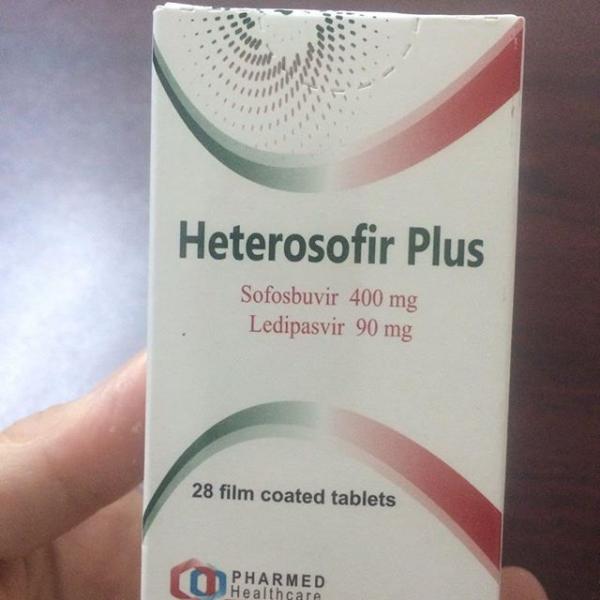 Heterosofir Plus
Sofosbuvir 400 mg
Ledipasvir 90 mg
28 film coated tablets
PHARMED
Healthcare